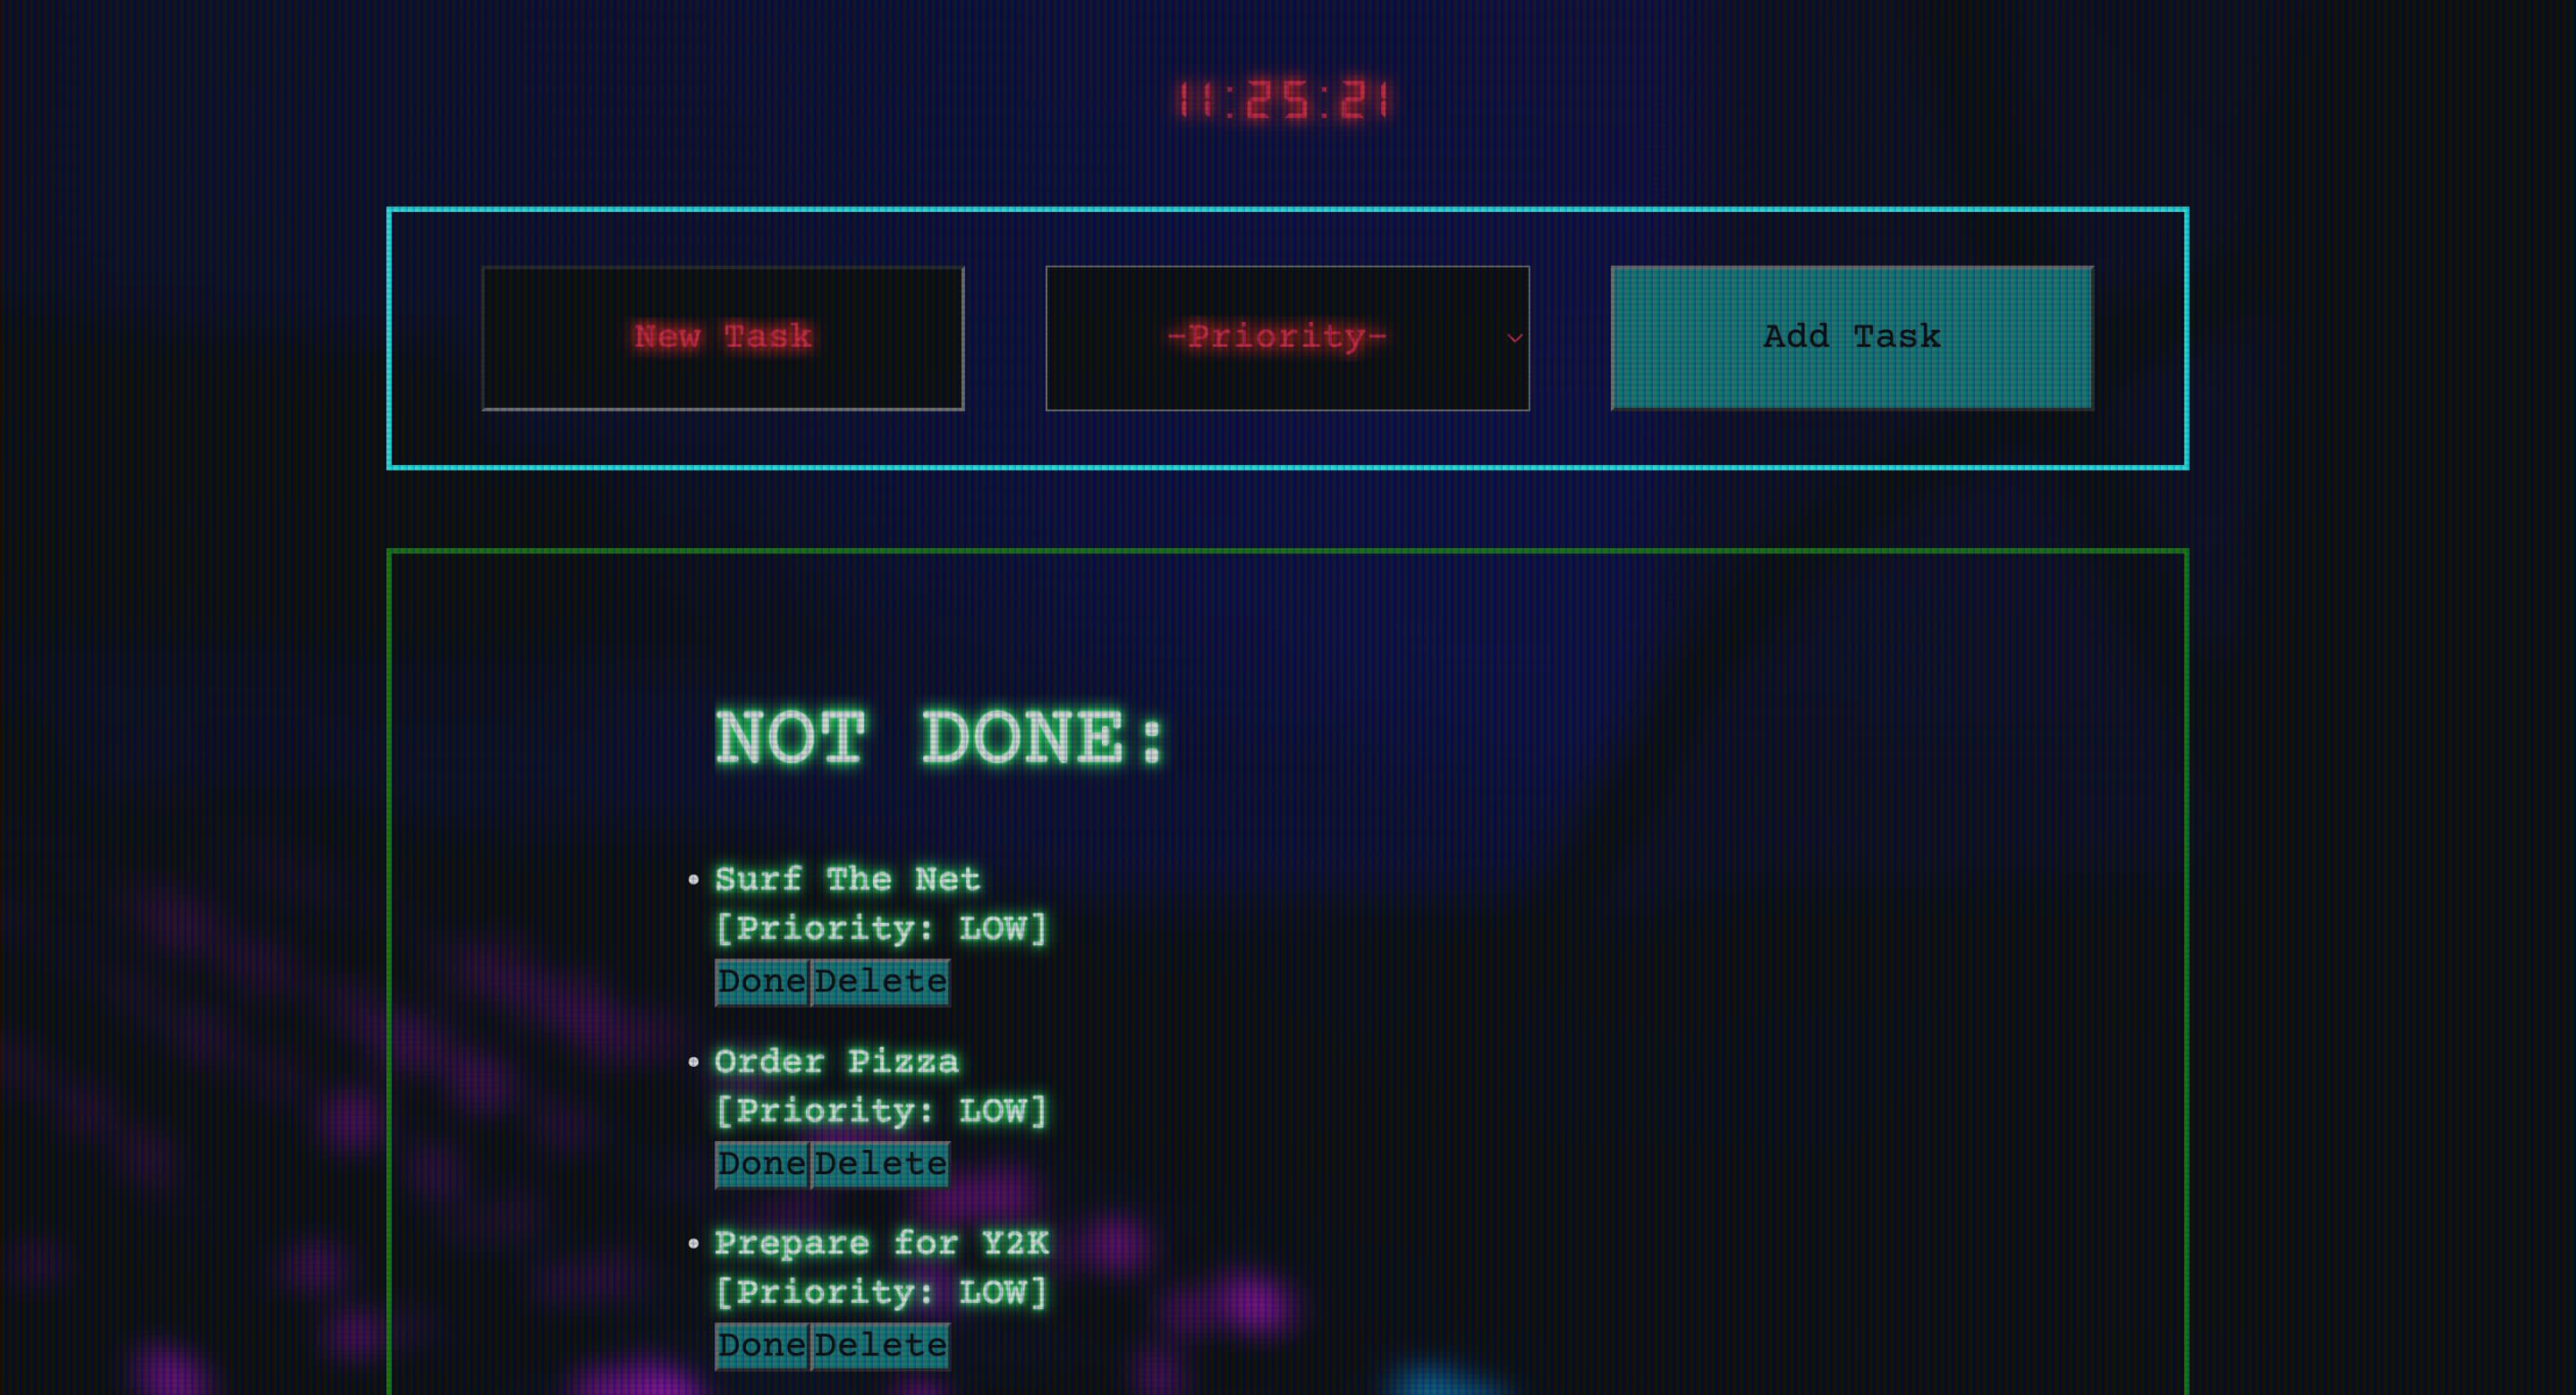 11:25:21
New Task
-Priority-
Add Task
NOT DONE:
Surf The Net
[Priority: LOW]
Done Delete
Order Pizza
[Priority: LOW]
Done Delete
Prepare for Y2K
[Priority: LOW]
Done Delete